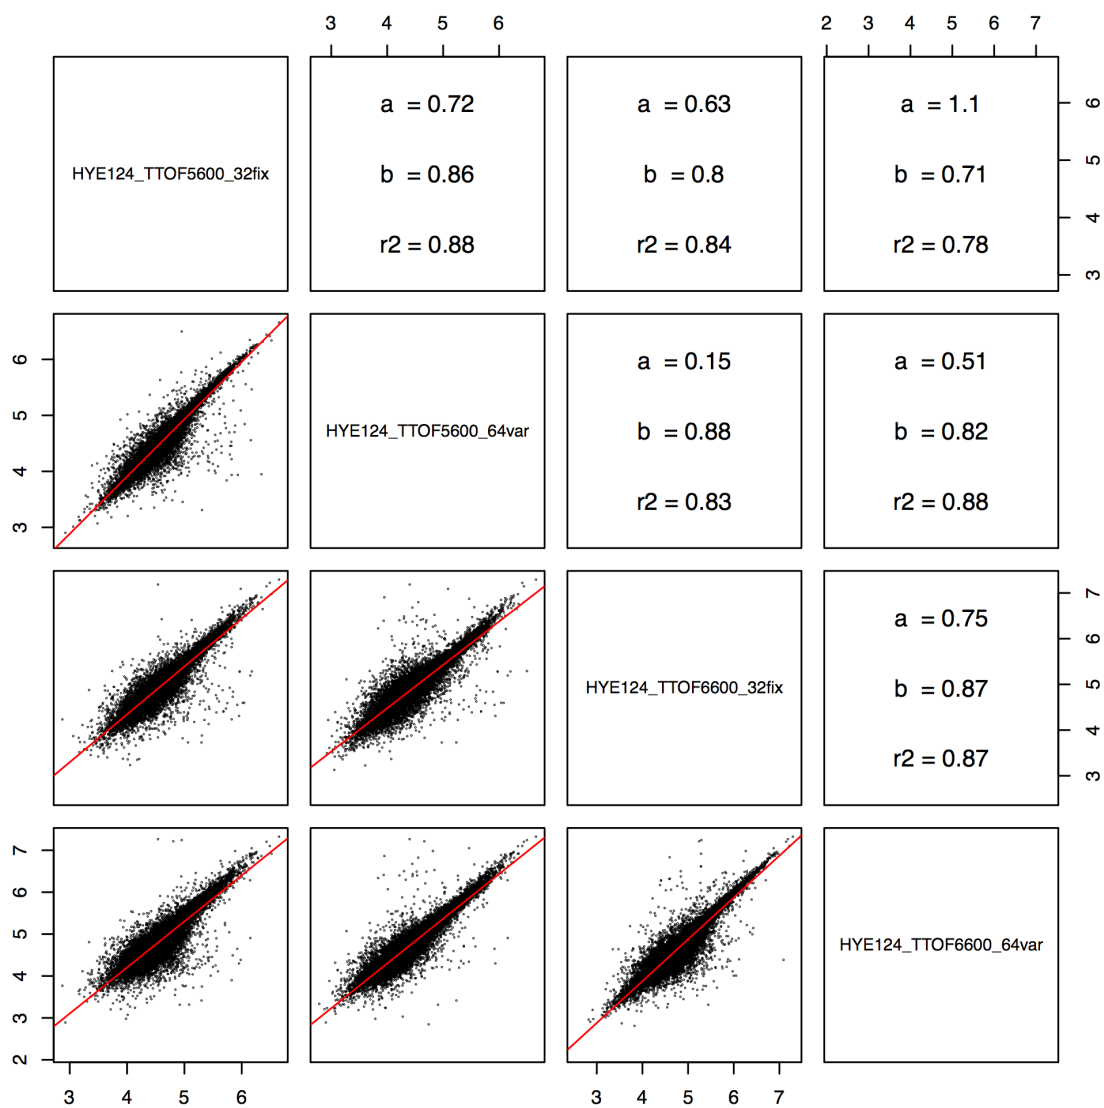 3 4 5 6
2 3 4 5 6 7
HYE124_TTOF5600_32fix
a = 0.72
b = 0.86
r2 = 0.88
a = 0.63
b = 0.8
r2 = 0.84
a = 1.1
b = 0.71
r2 = 0.78
6
5
4
3
6
5
4
3
HYE124_TTOF5600_64var
a = 0.15
b = 0.88
r2 = 0.83
a = 0.51
b = 0.82
r2 = 0.88
HYE124_TTOF6600_32fix
a = 0.75
b = 0.87
r2 = 0.87
7
6
5
4
3
7
6
5
4
3
2
HYE124_TTOF6600_64var
3 4 5 6
3 4 5 6 7